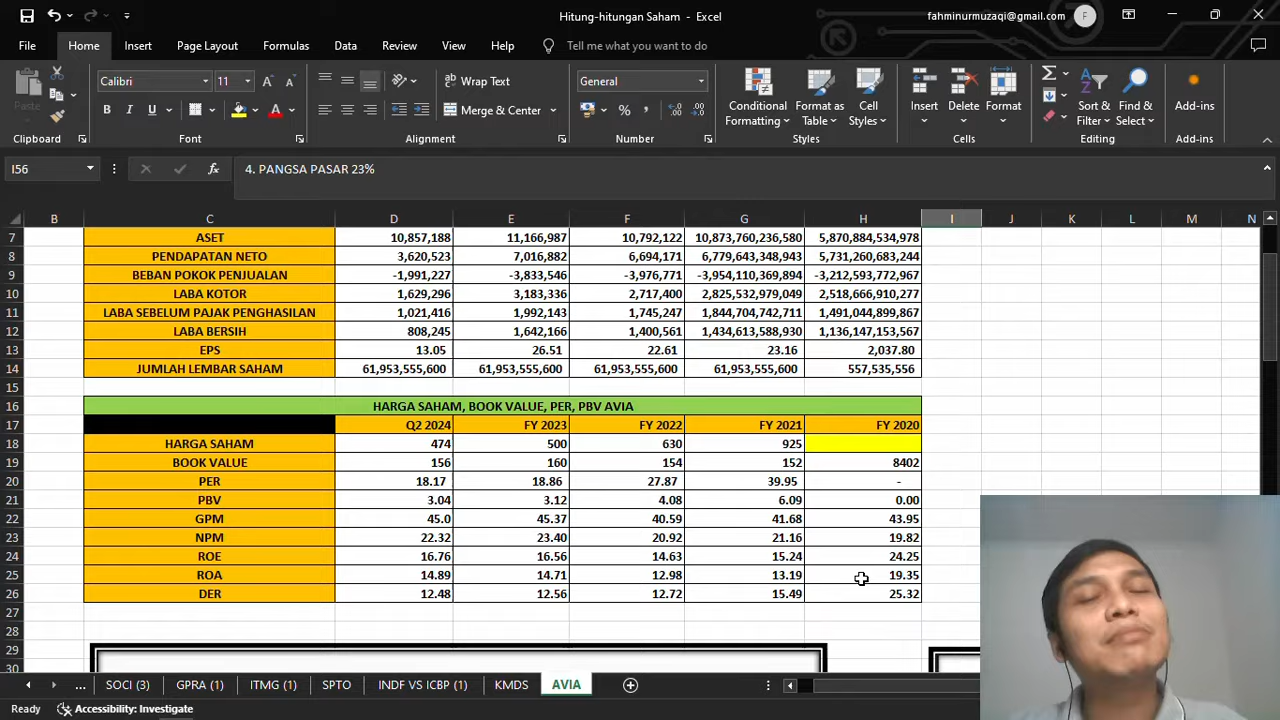 Hitung-hitungan Saham - Excel
fahminurmuzaqi@gmail.com F
File Home Insert Page Layout Formulas Data Review View Help Tell me what you want to do
Paste
Calibri 11 A A
Wrap Text
General
Conditional Formatting
Format as Table
Cell Styles
Insert
Delete
Format
Sort & Filter
Find & Select
Add-ins
B I U
Merge & Center
Clipboard Font Alignment Number Styles Cells Editing Add-ins
I56 fx 4. PANGSA PASAR 23%
B C D E F G H I J K L M N
7 ASET 10,857,188 11,166,987 10,792,122 10,873,760,236,580 5,870,884,534,978
8 PENDAPATAN NETO 3,620,523 7,016,882 6,694,171 6,779,643,348,943 5,731,260,683,244
9 BEBAN POKOK PENJUALAN -1,991,227 -3,833,546 -3,976,771 -3,954,110,369,894 -3,212,593,772,967
10 LABA KOTOR 1,629,296 3,183,336 2,717,400 2,825,532,979,049 2,518,666,910,277
11 LABA SEBELUM PAJAK PENGHASILAN 1,021,416 1,992,143 1,745,247 1,844,704,742,711 1,491,044,899,867
12 LABA BERSIH 808,245 1,642,166 1,400,561 1,434,613,588,930 1,136,147,153,567
13 EPS 13.05 26.51 22.61 23.16 2,037.80
14 JUMLAH LEMBAR SAHAM 61,953,555,600 61,953,555,600 61,953,555,600 61,953,555,600 557,535,556
15
16 HARGA SAHAM, BOOK VALUE, PER, PBV AVIA
17 Q2 2024 FY 2023 FY 2022 FY 2021 FY 2020
18 HARGA SAHAM 474 500 630 925
19 BOOK VALUE 156 160 154 152 8402
20 PER 18.17 18.86 27.87 39.95 -
21 PBV 3.04 3.12 4.08 6.09 0.00
22 GPM 45.0 45.37 40.59 41.68 43.95
23 NPM 22.32 23.40 20.92 21.16 19.82
24 ROE 16.76 16.56 14.63 15.24 24.25
25 ROA 14.89 14.71 12.98 13.19 19.35
26 DER 12.48 12.56 12.72 15.49 25.32
27
28
29
30
... SOCI (3) GPRA (1) ITMG (1) SPTO INDF VS ICBP (1) KMDS AVIA
Ready Accessibility: Investigate